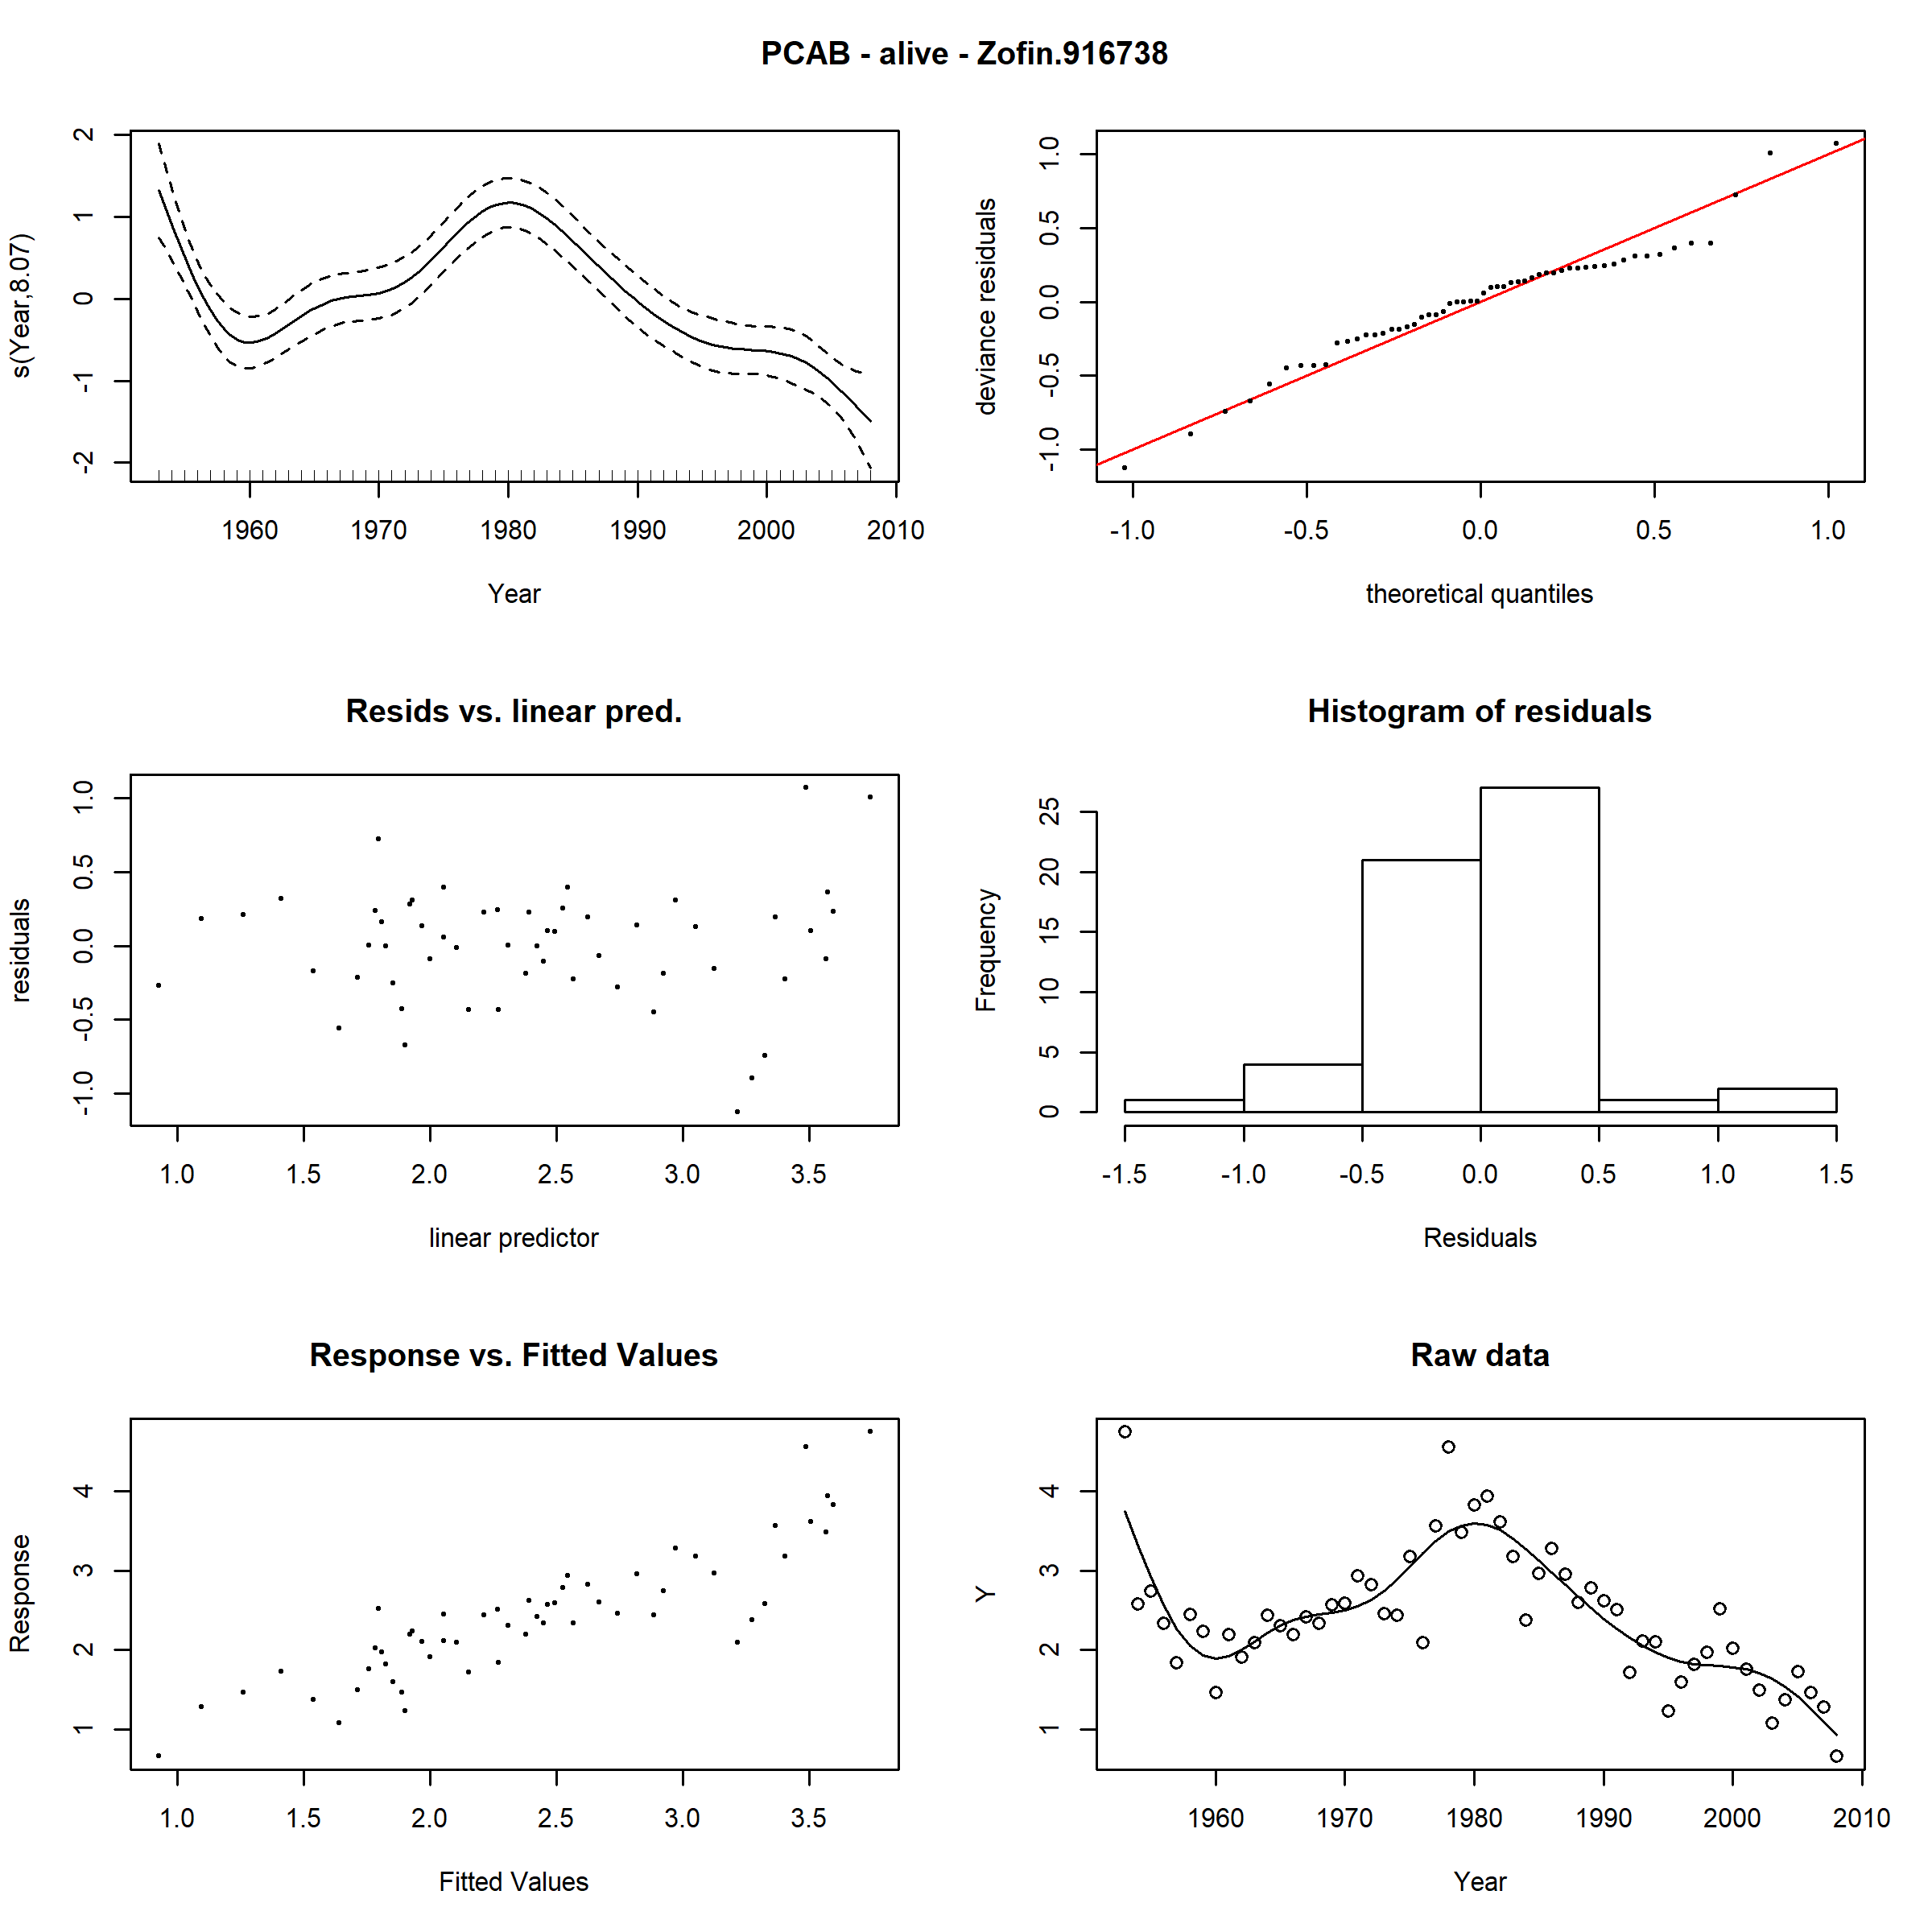 PCAB - alive - Zofin.916738
s(Year,8.07)
2
1
0
-1
-2
1960 1970 1980 1990 2000 2010
Year
deviance residuals
1.0
0.5
0.0
-0.5
-1.0
-1.0 -0.5 0.0 0.5 1.0
theoretical quantiles
Resids vs. linear pred.
residuals
1.0
0.5
0.0
-0.5
-1.0
1.0 1.5 2.0 2.5 3.0 3.5
linear predictor
Histogram of residuals
Frequency
25
20
15
10
5
0
-1.5 -1.0 -0.5 0.0 0.5 1.0 1.5
Residuals
Response vs. Fitted Values
Response
4
3
2
1
1.0 1.5 2.0 2.5 3.0 3.5
Fitted Values
Raw data
Y
4
3
2
1
1960 1970 1980 1990 2000 2010
Year